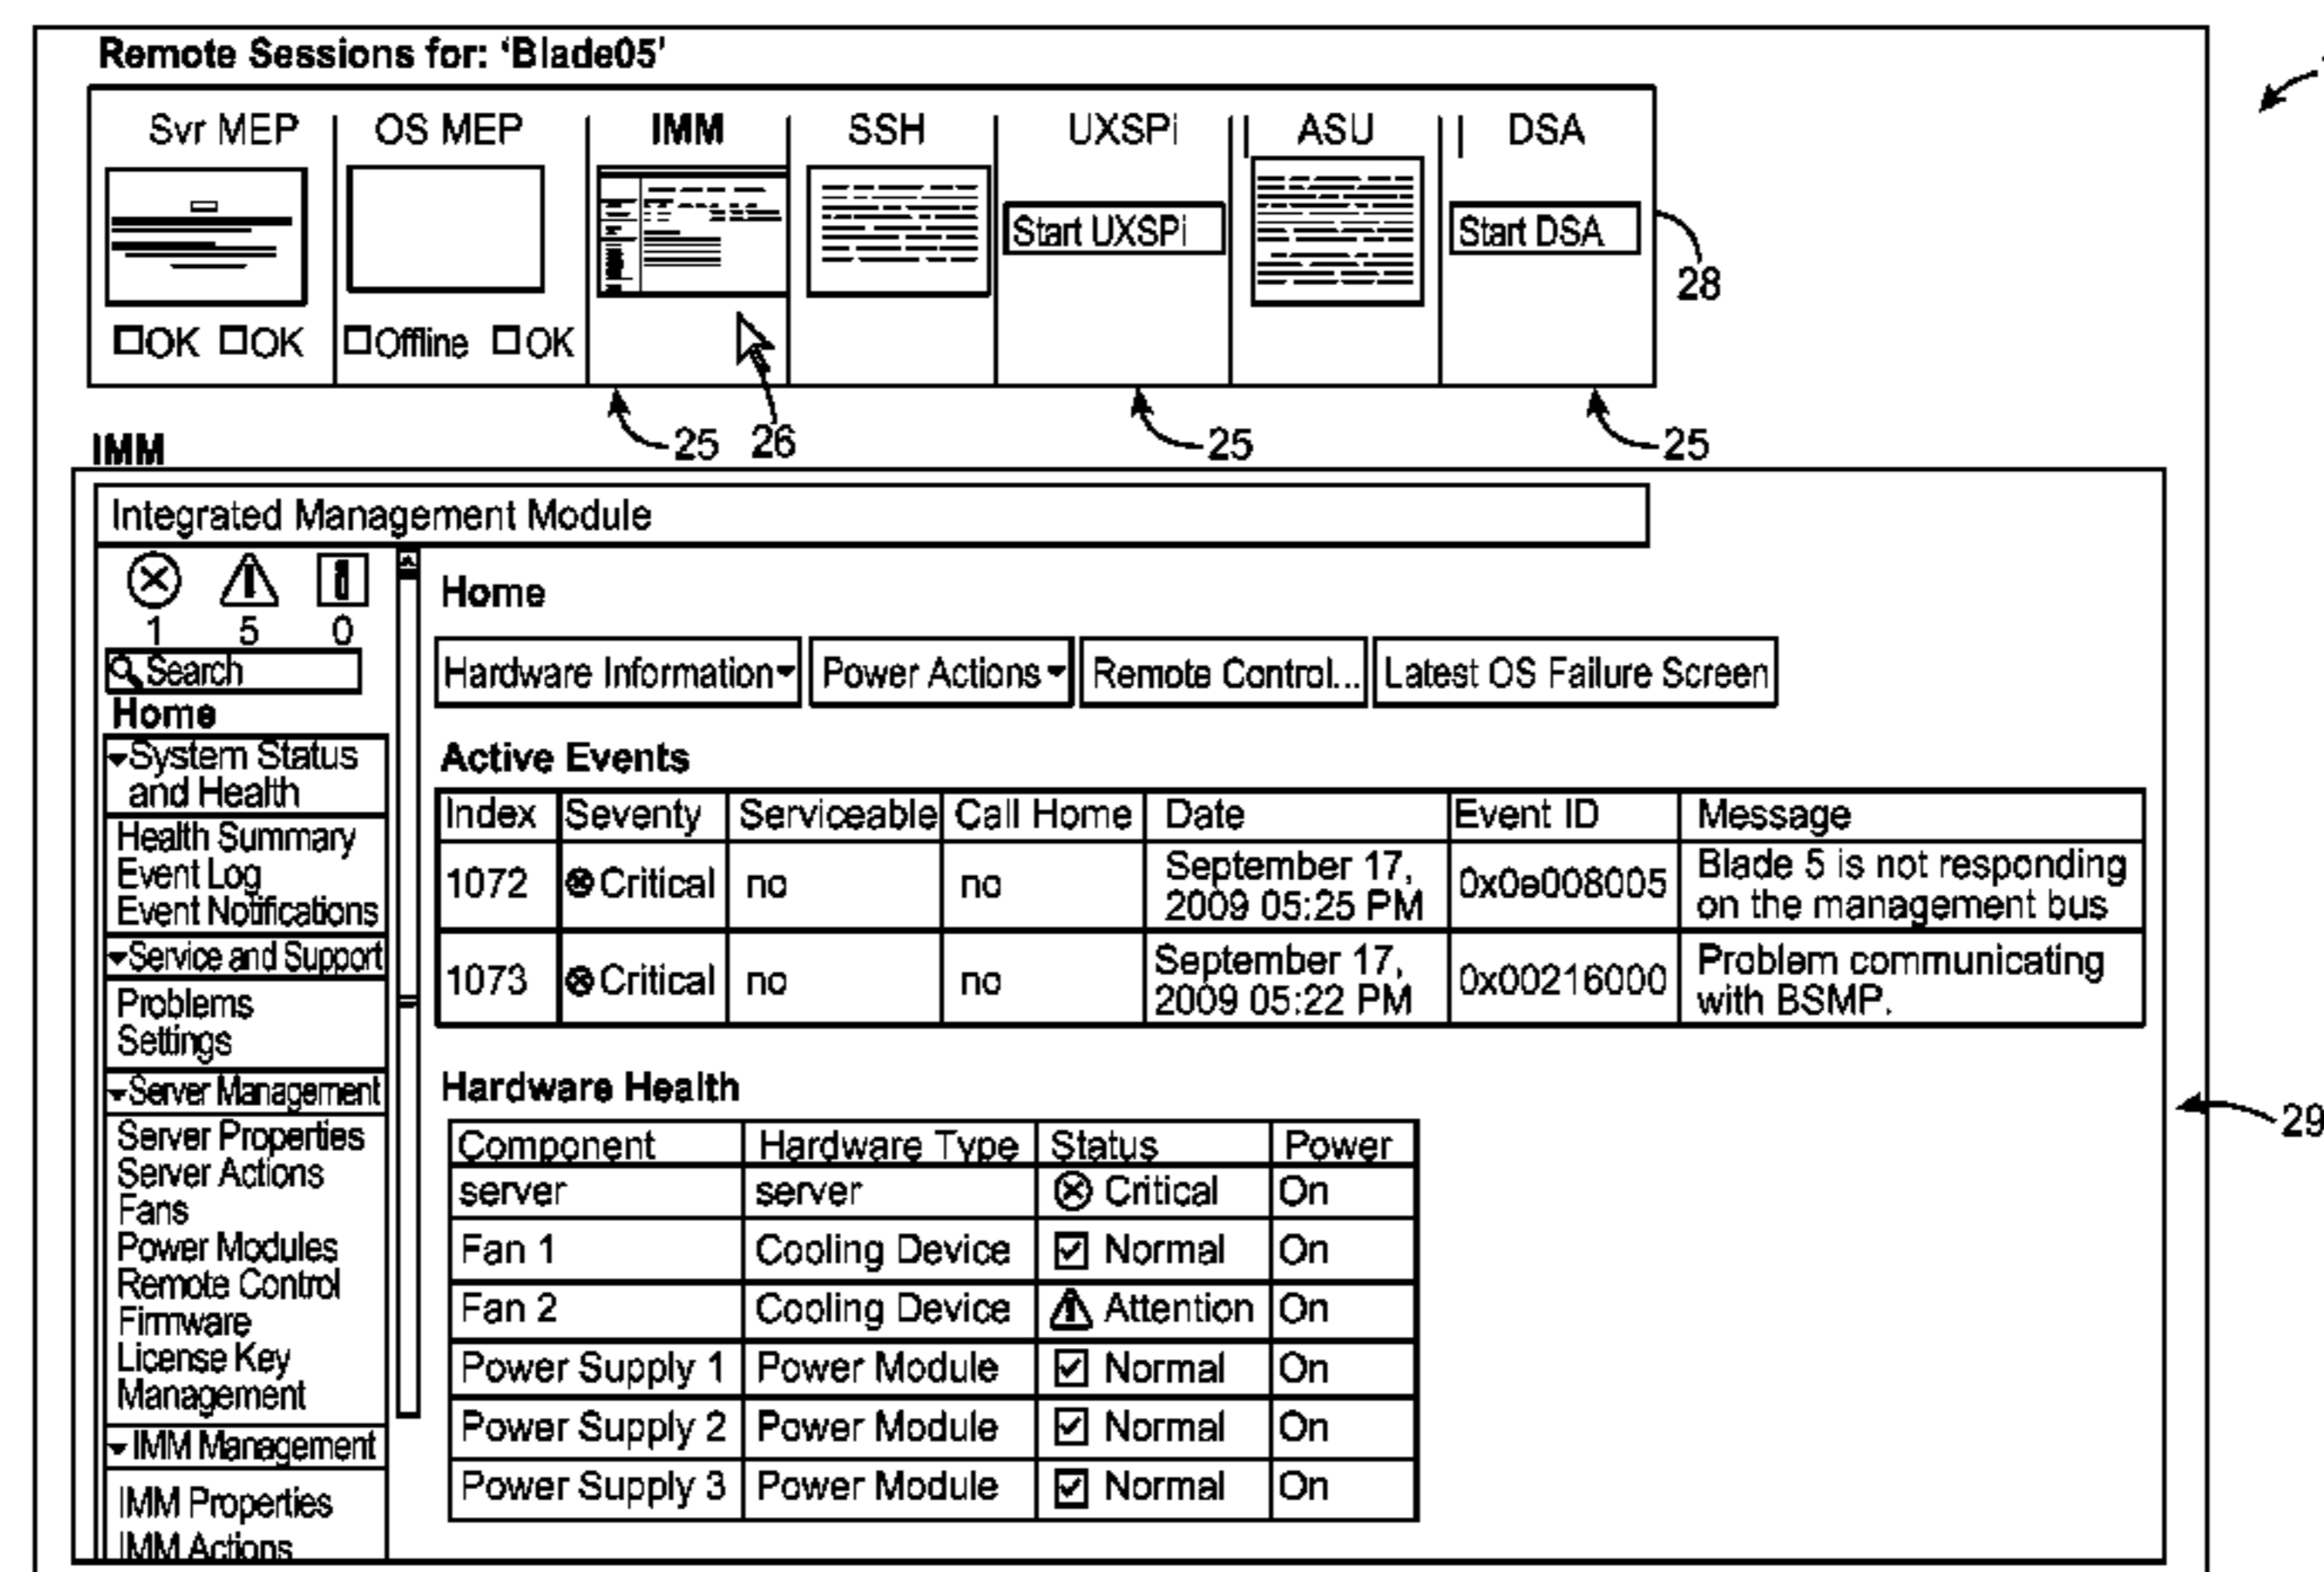 Remote Sessions for: ‘Blade05’
Svr MEP OS MEP IMM SSH UXSPi ASU DSA
Start UXSPi Start DSA
28
OK OK Offline OK
25 26 25 25
IMM
Integrated Management Module
1 5 0
Search
Home
System Status
and Health
Health Summary
Event Log
Event Notifications
Service and Support
Problems
Settings
Server Management
Server Properties
Server Actions
Fans
Power Modules
Remote Control
Firmware
License Key
Management
IMM Management
IMM Properties
IMM Actions
Home
Hardware Information Power Actions Remote Control... Latest OS Failure Screen
Active Events
Index Seventy Serviceable Call Home Date Event ID Message
1072 Critical no no September 17, 2009 05:25 PM 0x0e008005 Blade 5 is not responding on the management bus
1073 Critical no no September 17, 2009 05:22 PM 0x00216000 Problem communicating with BSMP.
Hardware Health
Component Hardware Type Status Power
server server Critical On
Fan 1 Cooling Device Normal On
Fan 2 Cooling Device Attention On
Power Supply 1 Power Module Normal On
Power Supply 2 Power Module Normal On
Power Supply 3 Power Module Normal On
29